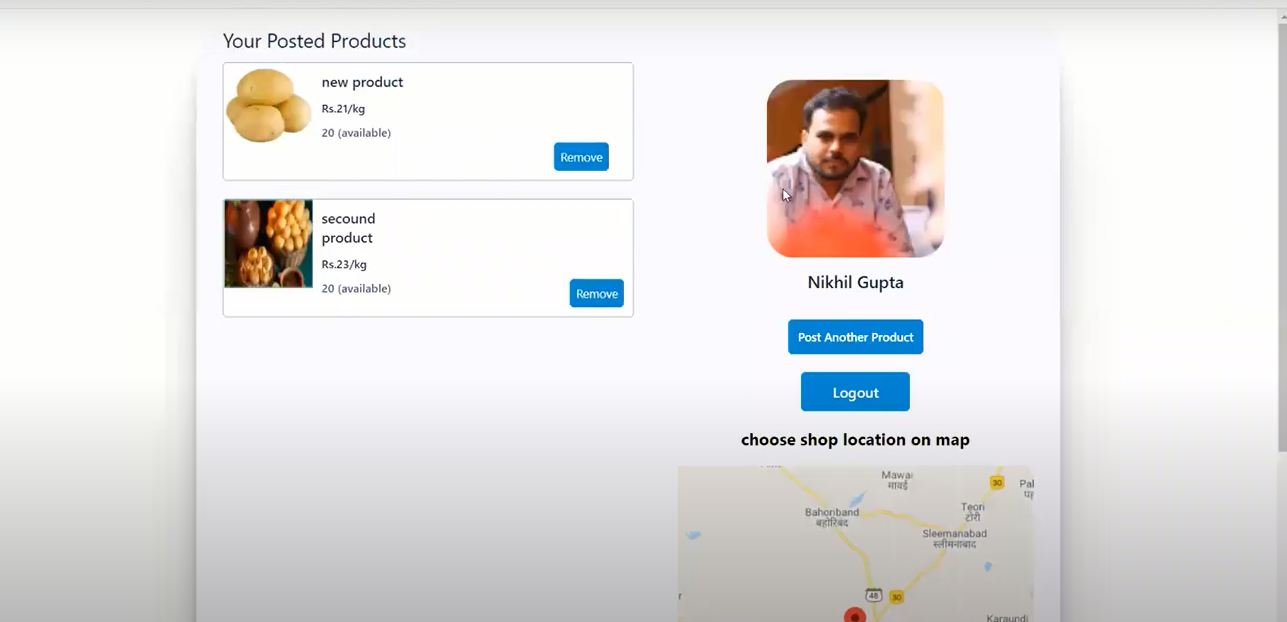 Your Posted Products
new product
Rs.21/kg
20 (available)
Remove
secound
product
Rs.23/kg
20 (available)
Remove
Nikhil Gupta
Post Another Product
Logout
choose shop location on map
Mawai
मावई
30
Teori
टोरी
Bahoriband
बहोरिबंद
Sleemanabad
स्लीमनाबाद
48
30
Karaundi